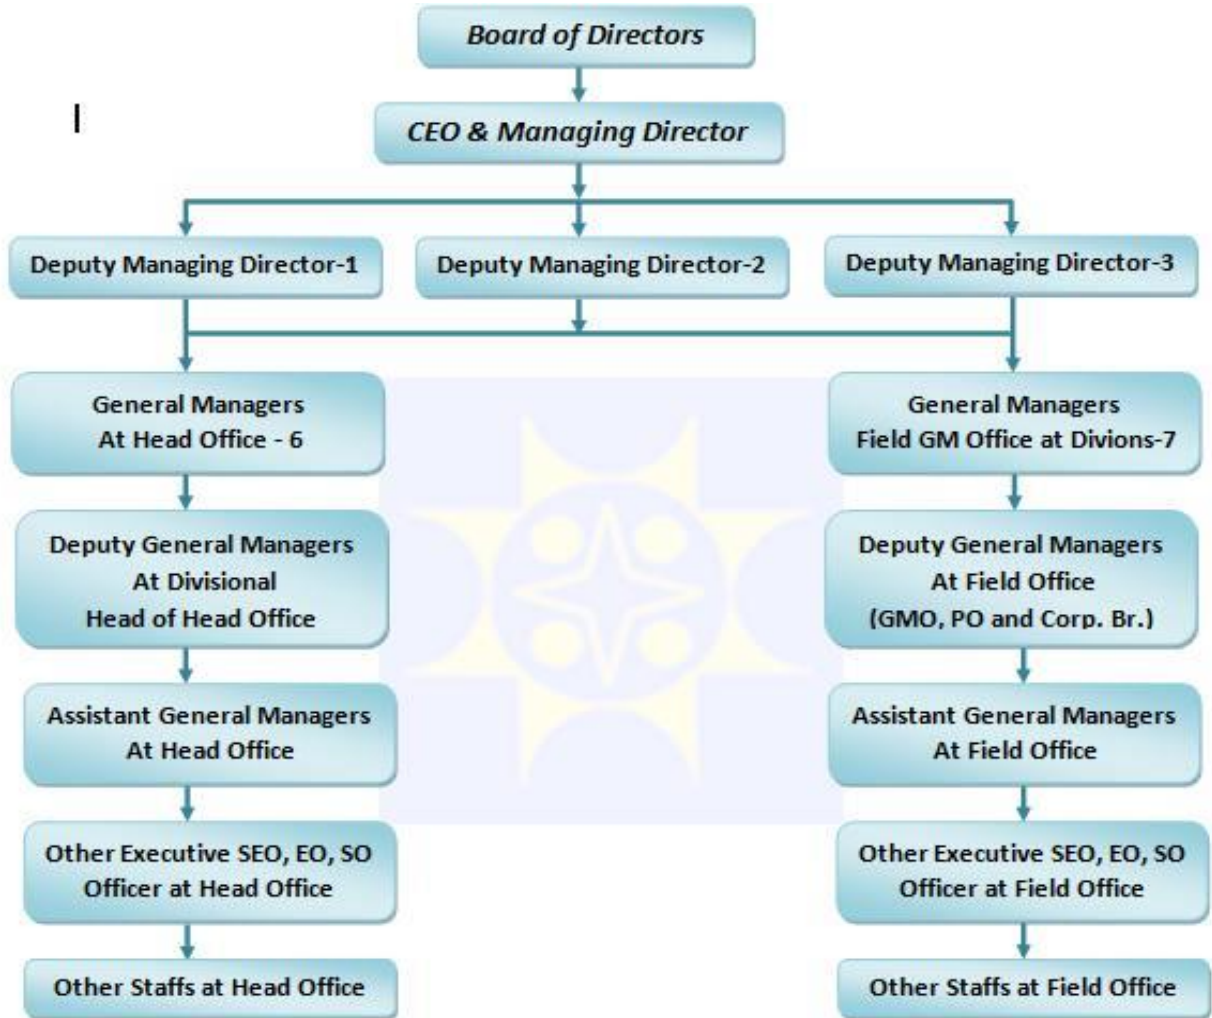 Board of Directors
CEO & Managing Director
Deputy Managing Director-1
Deputy Managing Director-2
Deputy Managing Director-3
General Managers
At Head Office - 6
General Managers
Field GM Office at Divions-7
Deputy General Managers
At Divisional
Head of Head Office
Deputy General Managers
At Field Office
(GMO, PO and Corp. Br.)
Assistant General Managers
At Head Office
Assistant General Managers
At Field Office
Other Executive SEO, EO, SO
Officer at Head Office
Other Executive SEO, EO, SO
Officer at Field Office
Other Staffs at Head Office
Other Staffs at Field Office